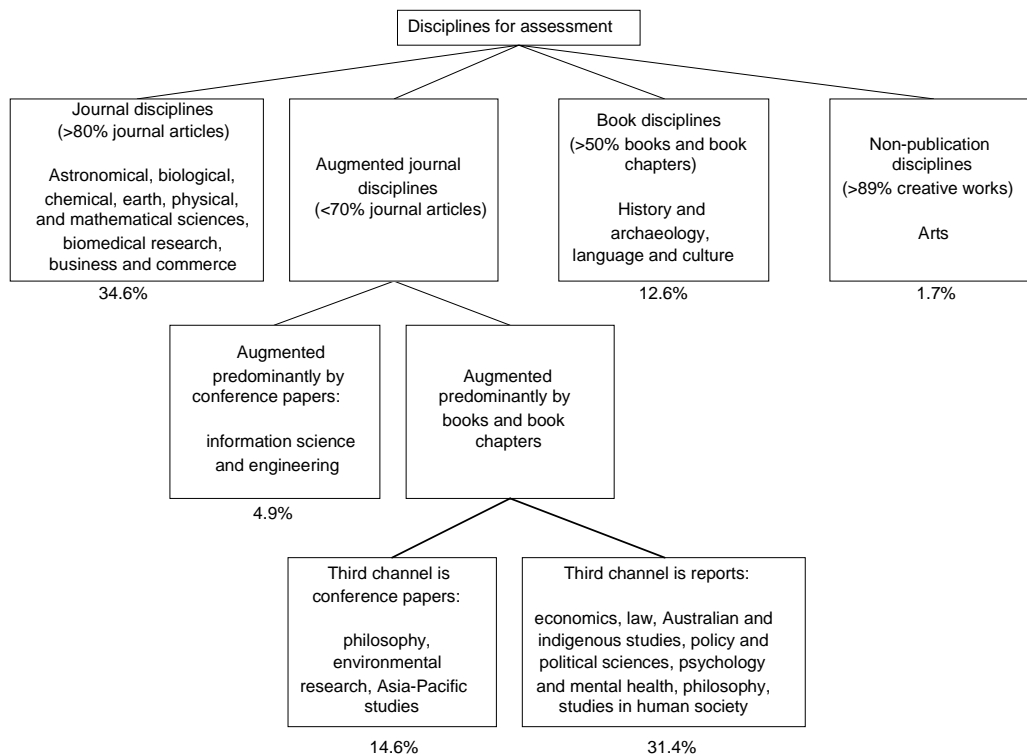 Disciplines for assessment
Journal disciplines
(>80% journal articles)
Astronomical, biological,
chemical, earth, physical,
and mathematical sciences,
biomedical research,
business and commerce
34.6%
Augmented journal
disciplines
(<70% journal articles)
Book disciplines
(>50% books and book
chapters)
History and
archaeology,
language and culture
12.6%
Non-publication
disciplines
(>89% creative works)
Arts
1.7%
Augmented
predominantly by
conference papers:
information science
and engineering
4.9%
Augmented
predominantly by
books and book
chapters
Third channel is
conference papers:
philosophy,
environmental
research, Asia-Pacific
studies
14.6%
Third channel is reports:
economics, law, Australian and
indigenous studies, policy and
political sciences, psychology
and mental health, philosophy,
studies in human society
31.4%